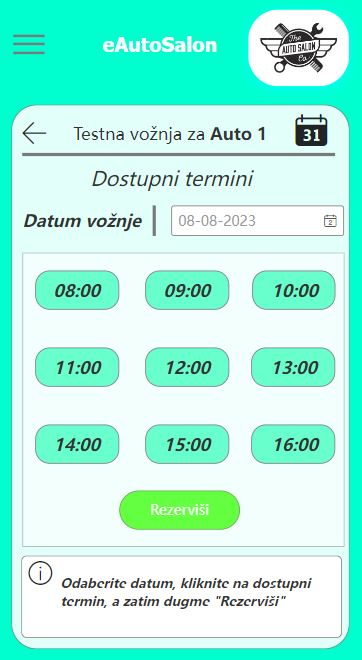 eAutoSalon
The
AUTO SALON
Co.
Testna vožnja za Auto 1
31
Dostupni termini
Datum vožnje
08-08-2023
08:00 09:00 10:00
11:00 12:00 13:00
14:00 15:00 16:00
Rezerviši
Odaberite datum, kliknite na dostupni
termin, a zatim dugme "Rezerviši"